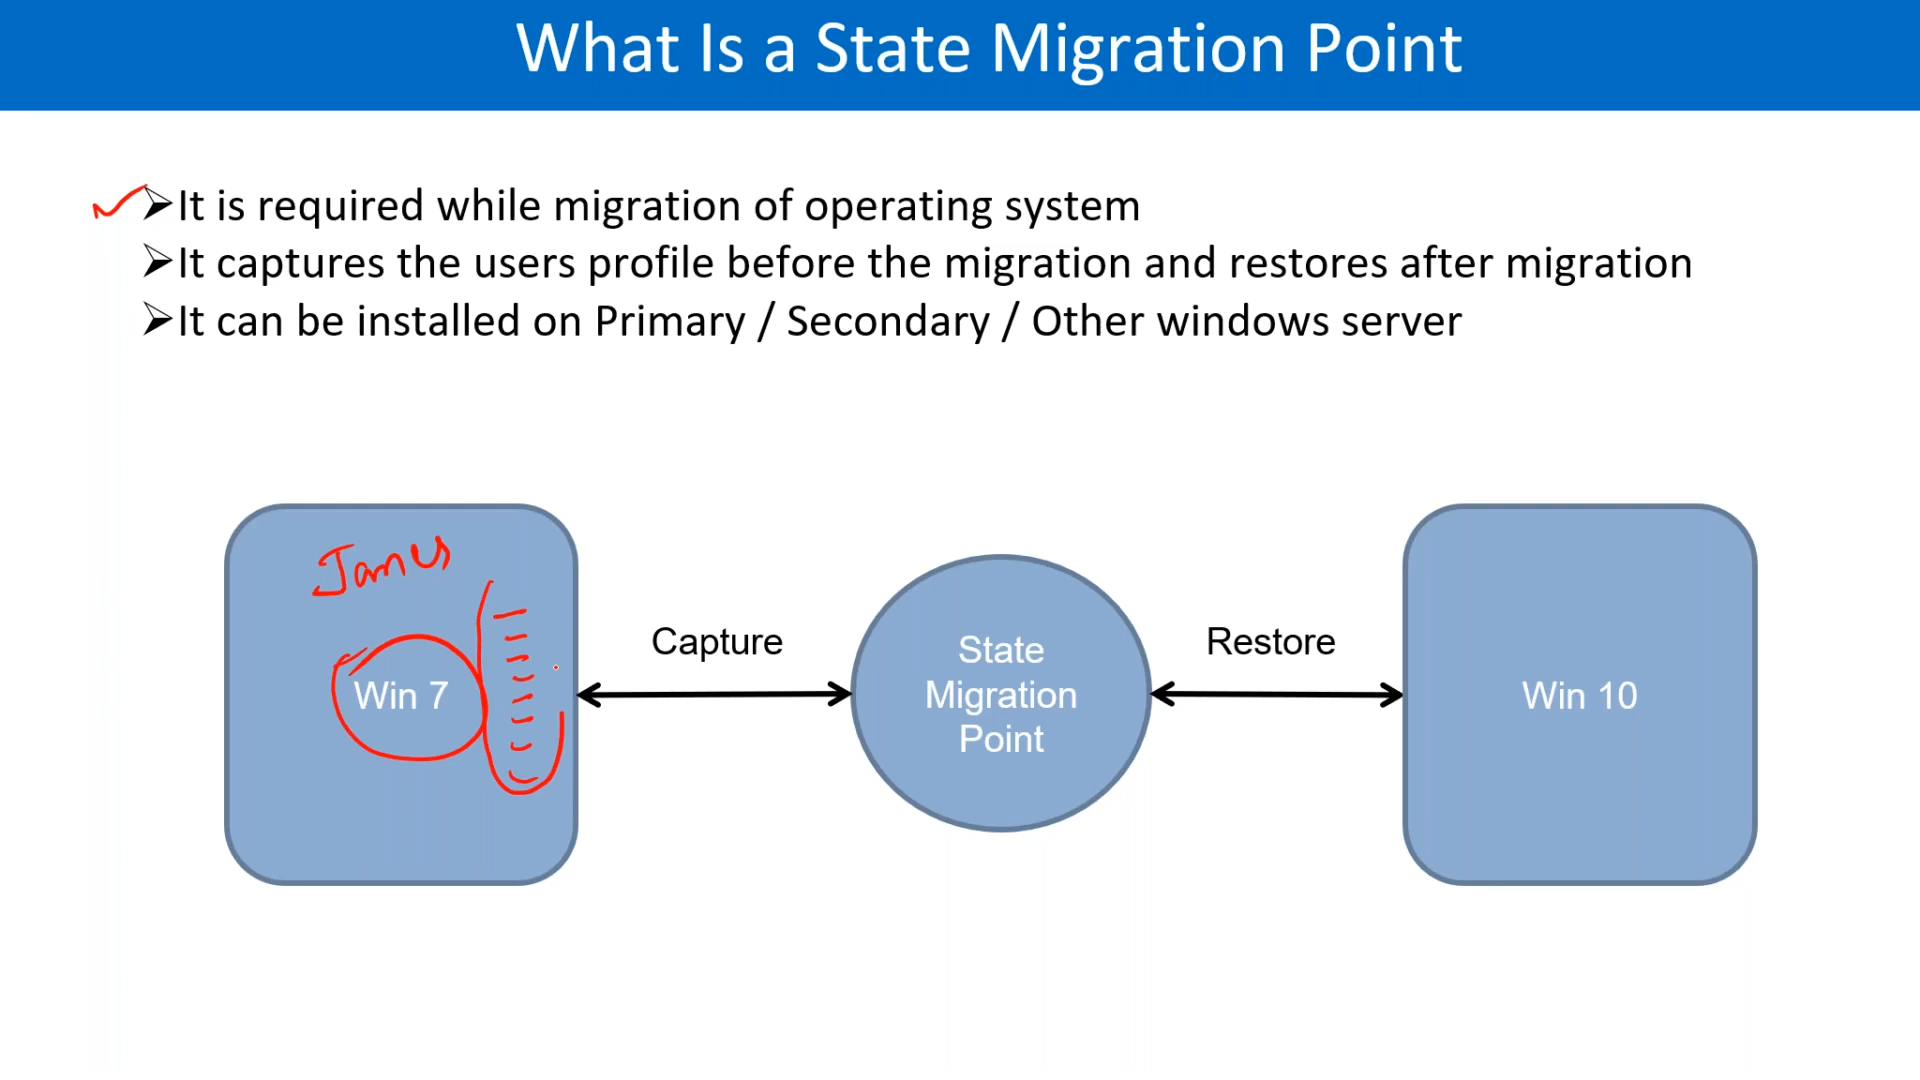 What Is a State Migration Point
➤It is required while migration of operating system
➤It captures the users profile before the migration and restores after migration
➤It can be installed on Primary / Secondary / Other windows server
James
Win 7
Capture
State
Migration
Point
Restore
Win 10